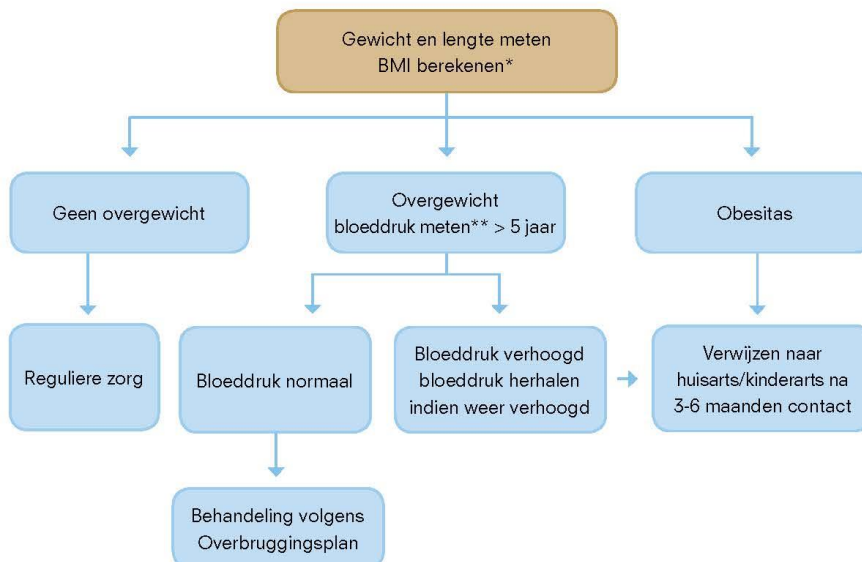 Gewicht en lengte meten
BMI berekenen*
Geen overgewicht
Overgewicht
bloeddruk meten** > 5 jaar
Obesitas
Reguliere zorg
Bloeddruk normaal
Bloeddruk verhoogd
bloeddruk herhalen
indien weer verhoogd
Verwijzen naar
huisarts/kinderarts na
3-6 maanden contact
Behandeling volgens
Overbruggingsplan